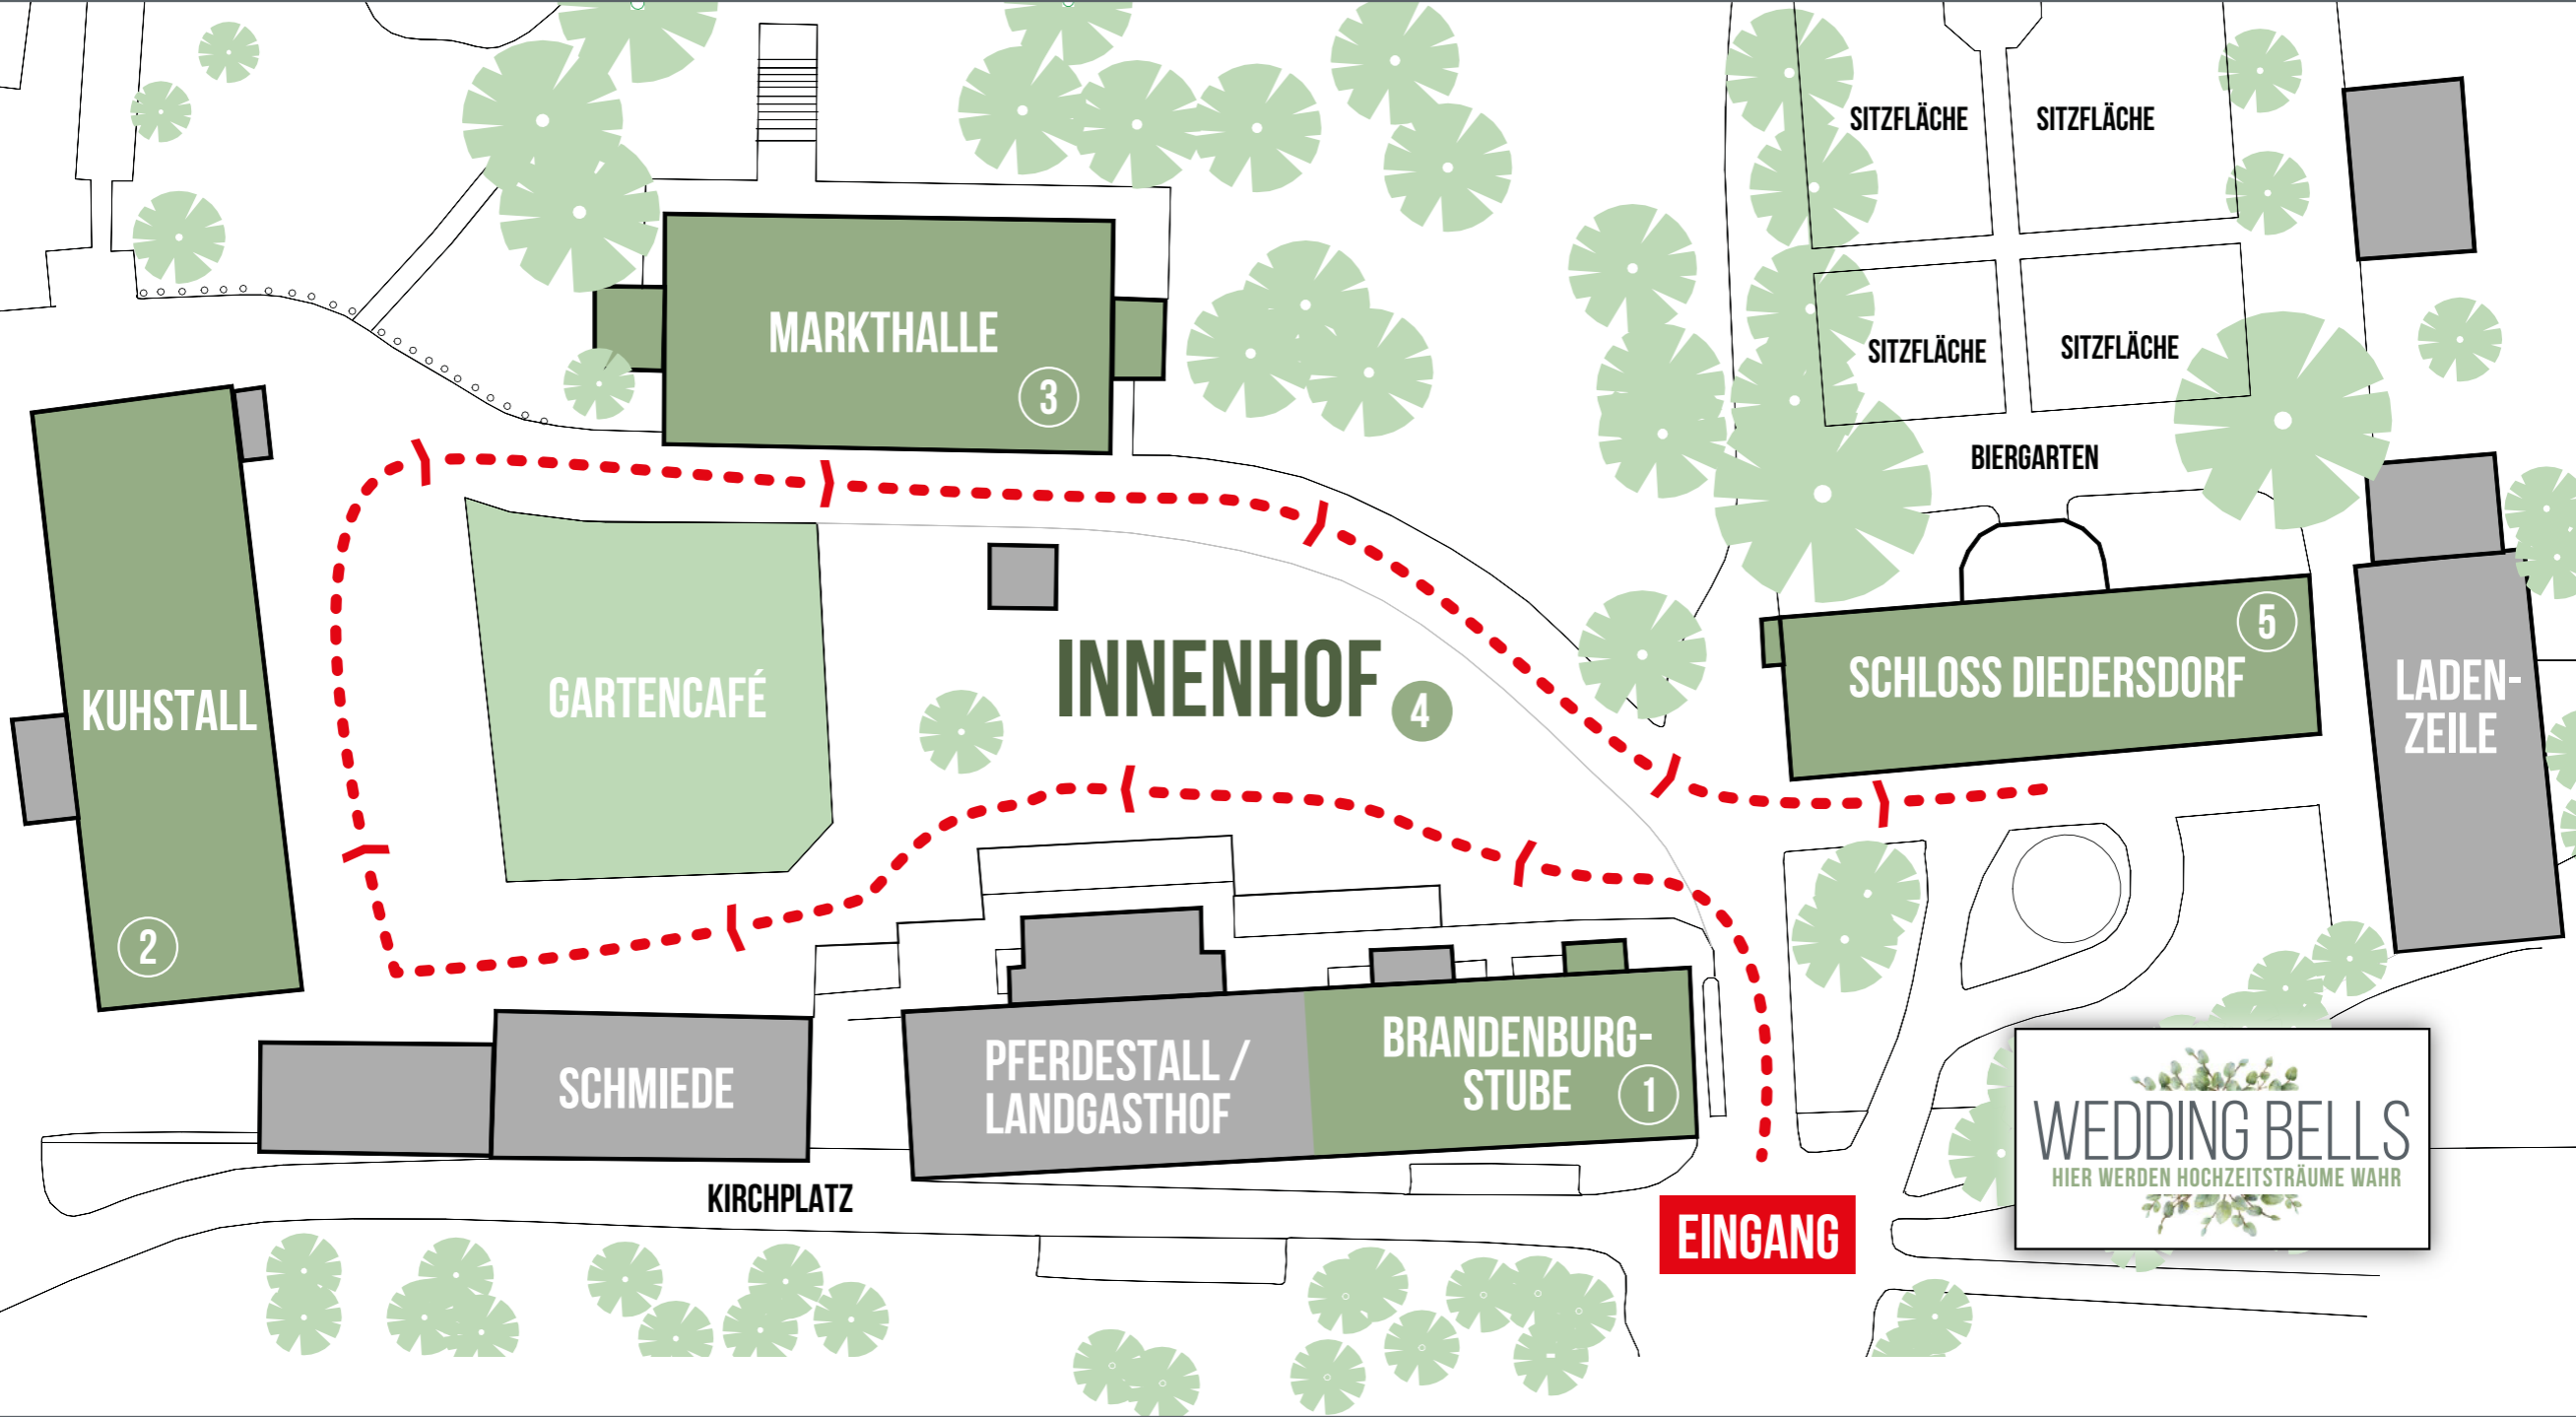 SITZFLÄCHE
SITZFLÄCHE
MARKTHALLE
3
SITZFLÄCHE
SITZFLÄCHE
BIERGARTEN
5
SCHLOSS DIEDERSDORF
LADEN-
ZEILE
INNENHOF
4
GARTENCAFÉ
KUHSTALL
2
BRANDENBURG-
STUBE
1
PFERDESTALL /
LANDGASTHOF
SCHMIEDE
KIRCHPLATZ
EINGANG
WEDDING BELLS
HIER WERDEN HOCHZEITSTRÄUME WAHR